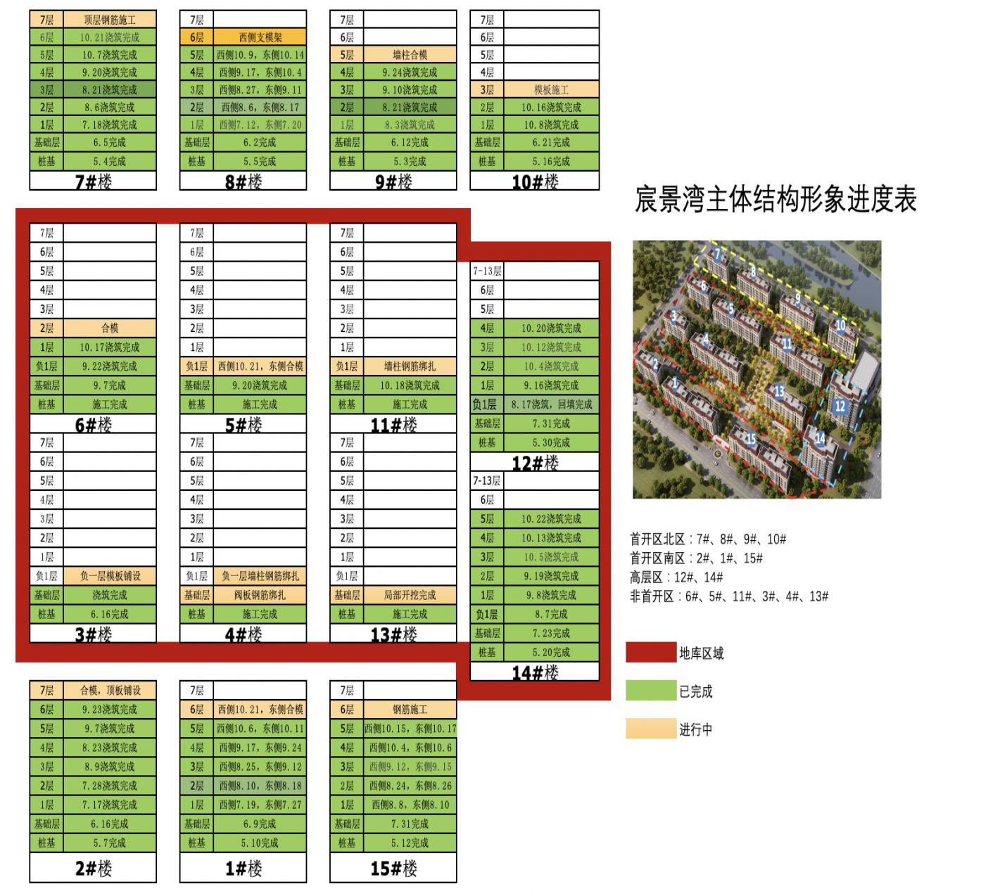 7层 顶层钢筋施工
6层 10.21浇筑完成
5层 10.7浇筑完成
4层 9.20浇筑完成
3层 8.21浇筑完成
2层 8.6浇筑完成
1层 7.18浇筑完成
基础层 6.5完成
桩基 5.4完成
7#楼
7层
6层 西侧支模架
5层 西侧10.9，东侧10.14
4层 西侧9.17，东侧10.4
3层 西侧8.27，东侧9.11
2层 西侧8.6，东侧8.17
1层 西侧7.12，东侧7.20
基础层 6.2完成
桩基 5.5完成
8#楼
7层
6层
5层 墙柱合模
4层 9.24浇筑完成
3层 9.10浇筑完成
2层 8.21浇筑完成
1层 8.3浇筑完成
基础层 6.12完成
桩基 5.3完成
9#楼
7层
6层
5层
4层
3层 模板施工
2层 10.16浇筑完成
1层 10.8浇筑完成
基础层 6.21完成
桩基 5.16完成
10#楼
宸景湾主体结构形象进度表
7层
6层
5层
4层
3层
2层 合模
1层 10.17浇筑完成
负1层 9.22浇筑完成
基础层 9.7完成
桩基 施工完成
6#楼
7层
6层
5层
4层
3层
2层
1层
负1层 西侧10.21，东侧合模
基础层 9.20浇筑完成
桩基 施工完成
5#楼
7层
6层
5层
4层
3层
2层
1层
负1层 墙柱钢筋绑扎
基础层 10.18浇筑完成
桩基 施工完成
11#楼
7-13层
6层
5层
4层 10.20浇筑完成
3层 10.12浇筑完成
2层 10.4浇筑完成
1层 9.16浇筑完成
负1层 8.17浇筑，回填完成
基础层 7.31完成
桩基 5.30完成
12#楼
7层
6层
5层
4层
3层
2层
1层
负1层 负一层模板铺设
基础层 浇筑完成
桩基 6.16完成
3#楼
7层
6层
5层
4层
3层
2层
1层
负1层 负一层墙柱钢筋绑扎
基础层 阀板钢筋绑扎
桩基 施工完成
4#楼
7层
6层
5层
4层
3层
2层
1层
负1层
基础层 局部开挖完成
桩基 施工完成
13#楼
7-13层
6层
5层 10.22浇筑完成
4层 10.13浇筑完成
3层 10.5浇筑完成
2层 9.19浇筑完成
1层 9.8浇筑完成
负1层 8.7完成
基础层 7.23完成
桩基 5.20完成
14#楼
7层 合模，顶板铺设
6层 9.23浇筑完成
5层 9.7浇筑完成
4层 8.23浇筑完成
3层 8.9浇筑完成
2层 7.28浇筑完成
1层 7.17浇筑完成
基础层 6.16完成
桩基 5.7完成
2#楼
7层
6层 西侧10.21，东侧合模
5层 西侧10.6，东侧10.11
4层 西侧9.17，东侧9.24
3层 西侧8.25，东侧9.12
2层 西侧8.10，东侧8.18
1层 西侧7.19，东侧7.27
基础层 6.9完成
桩基 5.10完成
1#楼
7层
6层 钢筋施工
5层 西侧10.15，东侧10.17
4层 西侧10.4，东侧10.6
3层 西侧9.12，东侧9.15
2层 西侧8.24，东侧8.26
1层 西侧8.8，东侧8.10
基础层 7.31完成
桩基 5.12完成
15#楼
7
8
6
9
5
3
10
4
11
2
1
13
12
15
14
首开区北区：7#、8#、9#、10#
首开区南区：2#、1#、15#
高层区：12#、14#
非首开区：6#、5#、11#、3#、4#、13#
地库区域
已完成
进行中